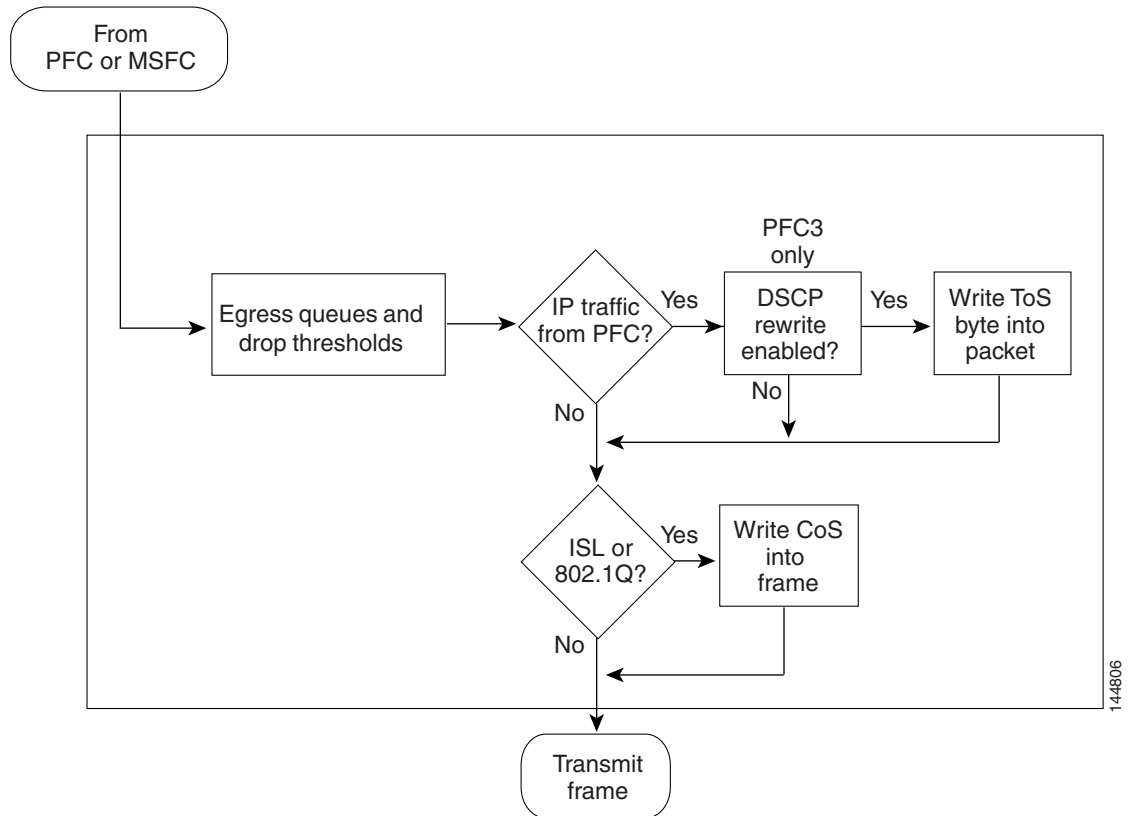 From
PFC or MSFC
PFC3
only
Egress queues and
drop thresholds
IP traffic
from PFC?
Yes
DSCP
rewrite
enabled?
Yes
Write ToS
byte into
packet
No
No
ISL or
802.1Q?
Yes
Write CoS
into
frame
No
144806
Transmit
frame